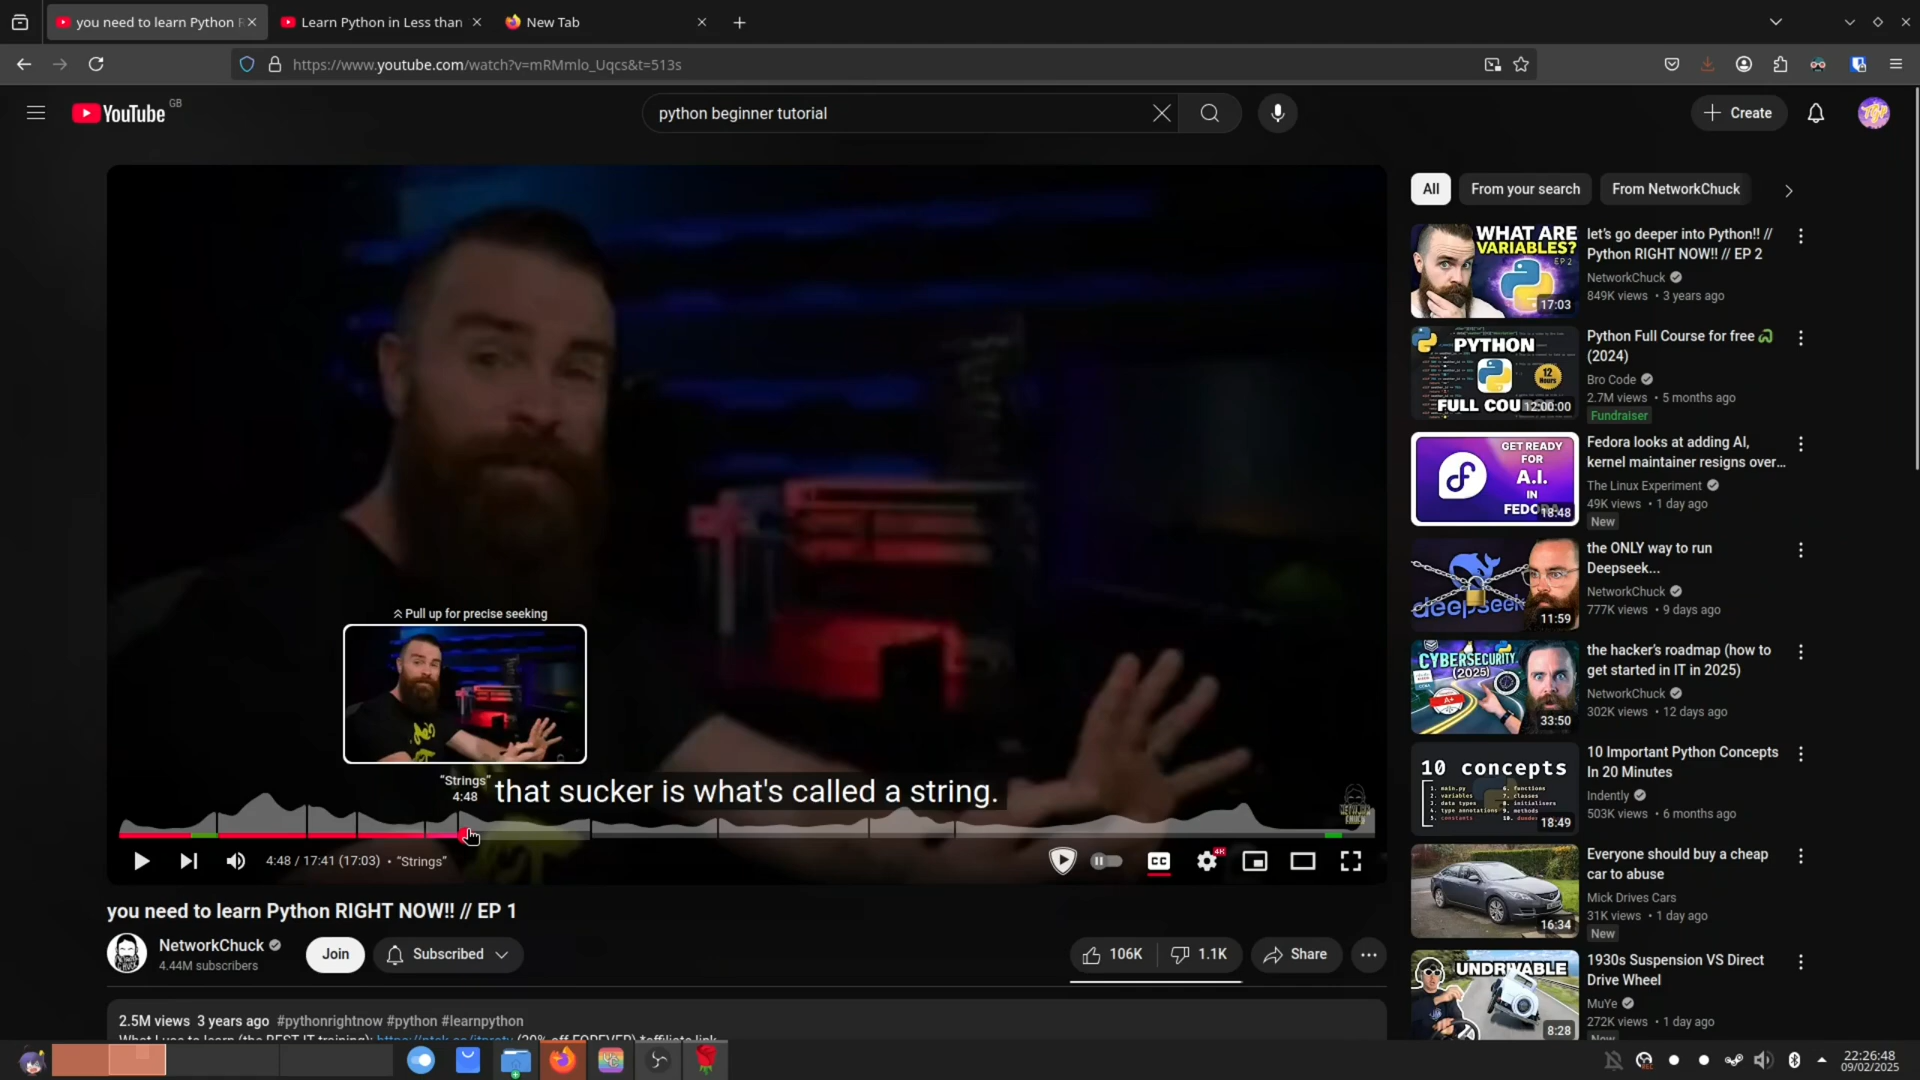 you need to learn Python R
Learn Python in Less than
New Tab
https://www.youtube.com/watch?v=mRMmlo_Uqcs&t=513s
YouTube
GB
python beginner tutorial
Create
All
From your search
From NetworkChuck
Pull up for precise seeking
"Strings"
4:48
that sucker is what's called a string.
4:48 / 17:41 (17:03) • "Strings"
CC
4K
you need to learn Python RIGHT NOW!! // EP 1
NetworkChuck
4.44M subscribers
Join
Subscribed
106K
1.1K
Share
2.5M views 3 years ago #pythonrightnow #python #learnpython
WHAT ARE
VARIABLES?
EP 2
17:03
let's go deeper into Python!! //
Python RIGHT NOW!! // EP 2
NetworkChuck
849K views • 3 years ago
PYTHON
12
Hours
FULL COU
12:00:00
Python Full Course for free
(2024)
Bro Code
2.7M views • 5 months ago
Fundraiser
GET READY
FOR
A.I.
IN
FEDO
18:48
Fedora looks at adding AI,
kernel maintainer resigns over...
The Linux Experiment
49K views • 1 day ago
New
deepseek
11:59
the ONLY way to run
Deepseek...
NetworkChuck
777K views • 9 days ago
CYBERSECURITY
(2025)
A+
33:50
the hacker's roadmap (how to
get started in IT in 2025)
NetworkChuck
302K views • 12 days ago
10 concepts
1. main.py
2. variables
3. data types
4. type annotations
5. constants
6. functions
7. classes
8. initialisers
9. methods
18:49
10 Important Python Concepts
In 20 Minutes
Indently
503K views • 6 months ago
16:34
Everyone should buy a cheap
car to abuse
Mick Drives Cars
31K views • 1 day ago
New
UNDRIVABLE
8:28
1930s Suspension VS Direct
Drive Wheel
MuYe
272K views • 1 day ago
22:26:48
09/02/2025